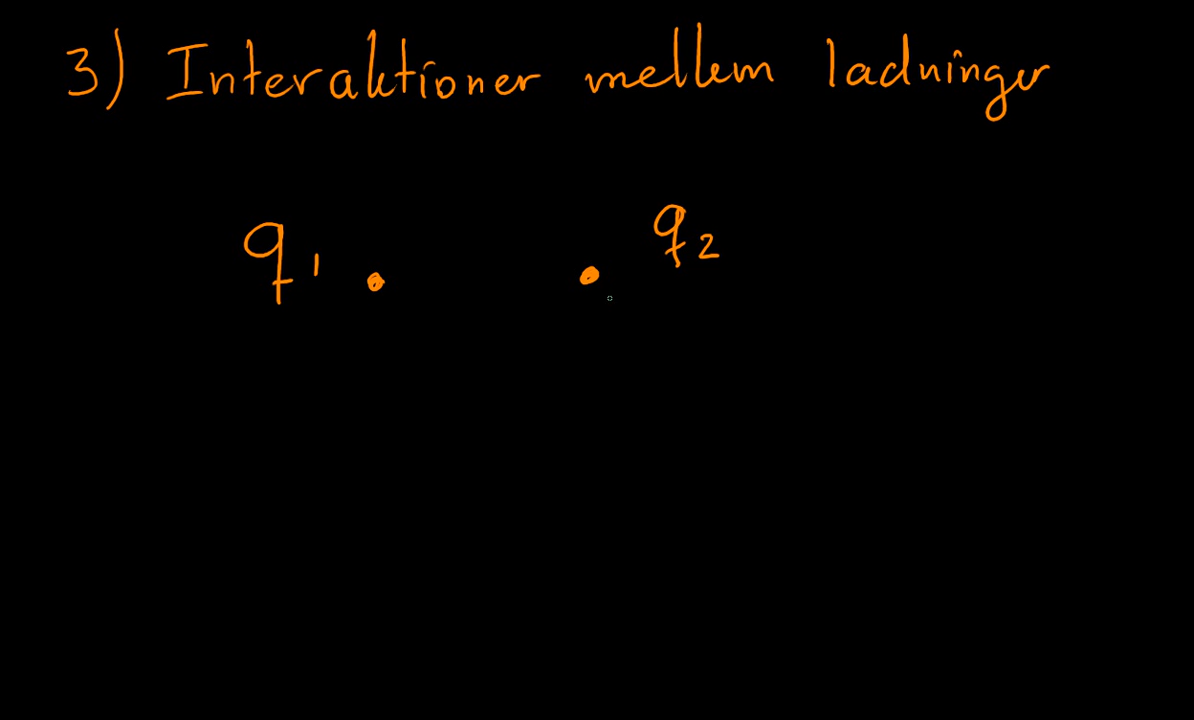 3) Interaktioner mellem ladninger
q₁ q₂